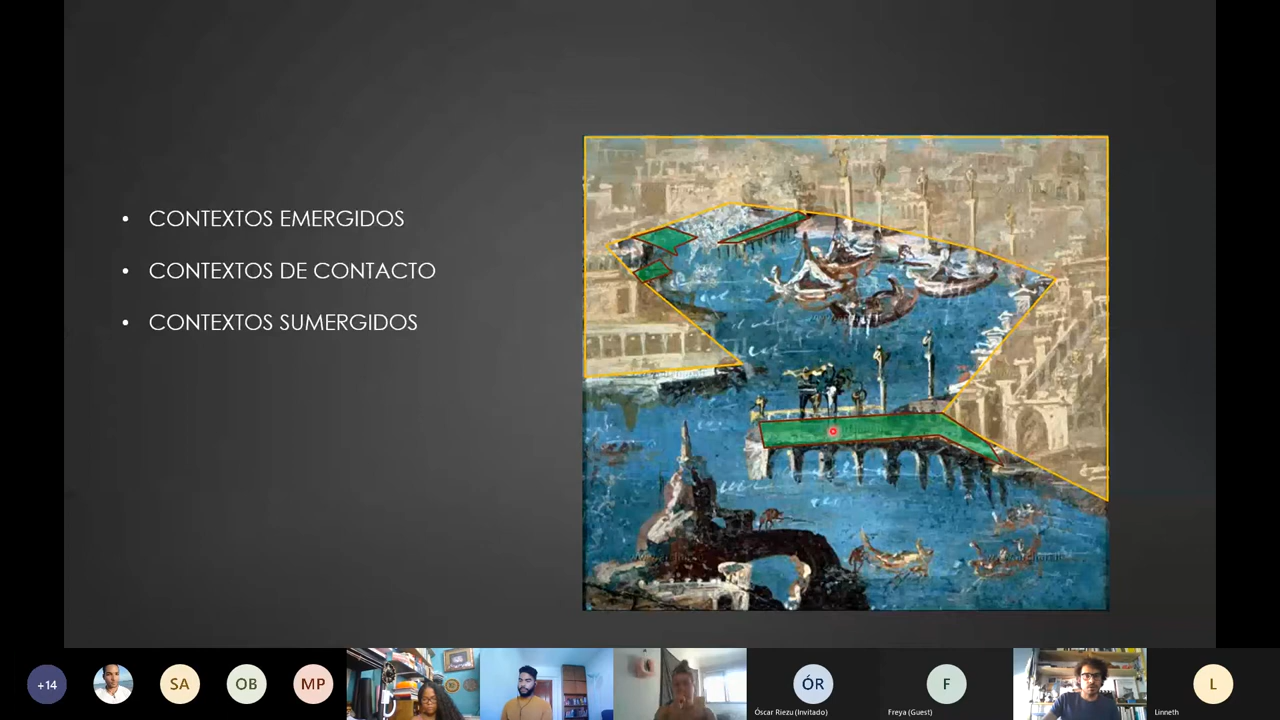 CONTEXTOS EMERGIDOS
CONTEXTOS DE CONTACTO
CONTEXTOS SUMERGIDOS
+14
SA
OB
MP
ÓR
Óscar Riezu (Invitado)
F
Freya (Guest)
L
Linneth